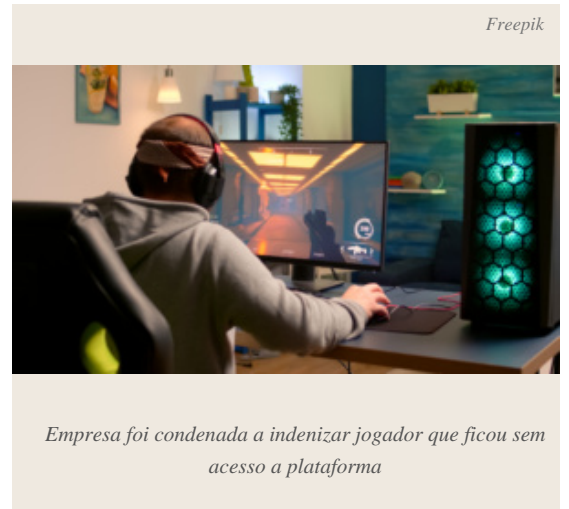 Freepik
Empresa foi condenada a indenizar jogador que ficou sem
acesso a plataforma